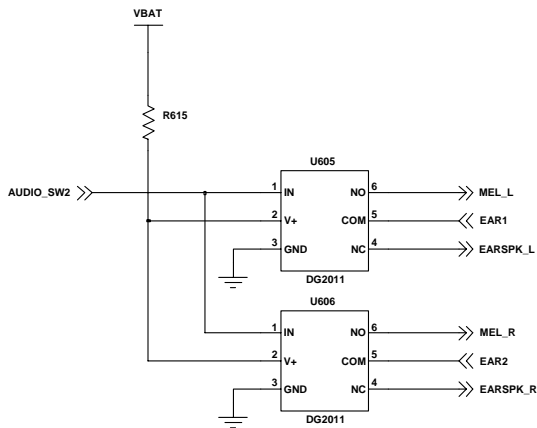 VBAT
R615
U605
AUDIO_SW2
1 IN NO 6 MEL_L
2 V+ COM 5 EAR1
3 GND NC 4 EARSPK_L
DG2011
U606
1 IN NO 6 MEL_R
2 V+ COM 5 EAR2
3 GND NC 4 EARSPK_R
DG2011